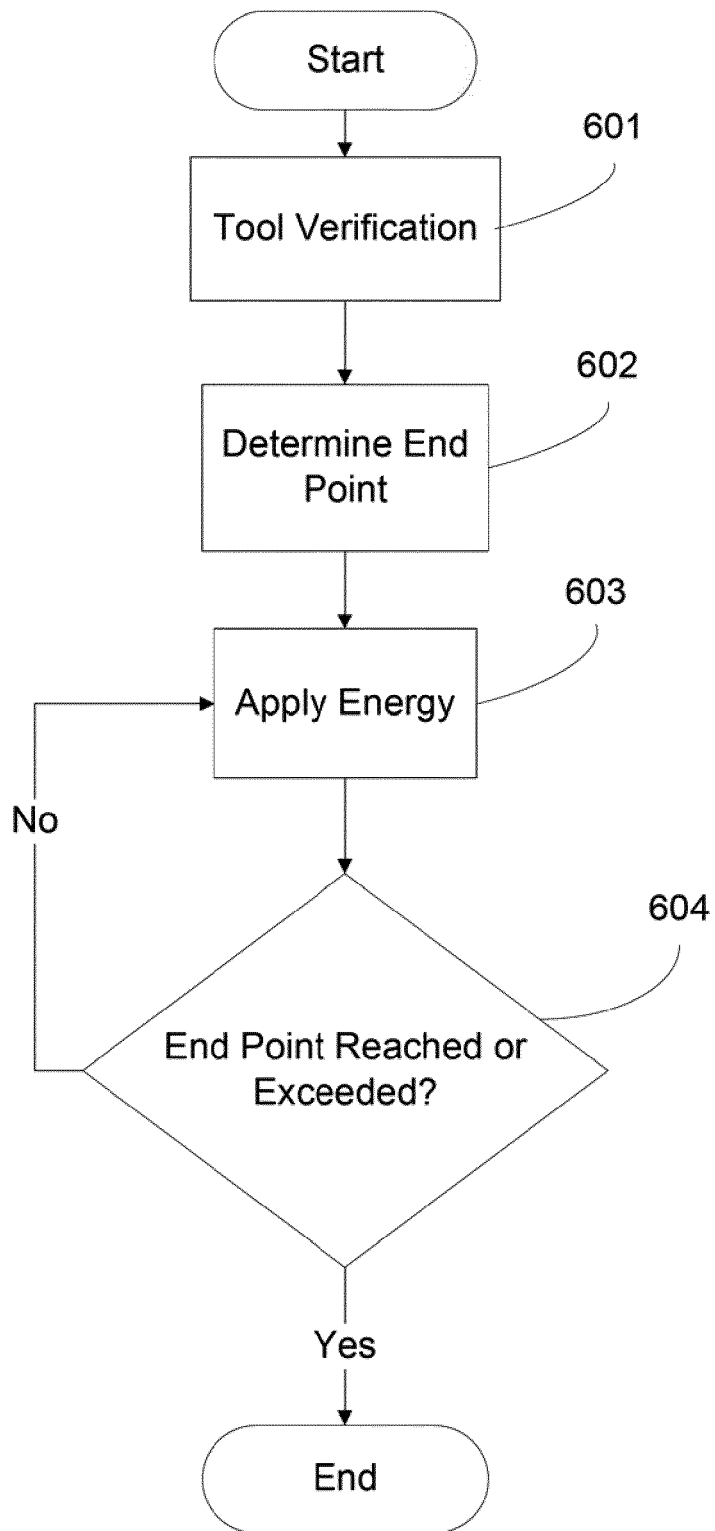 Start
601
Tool Verification
602
Determine End
Point
603
Apply Energy
No
604
End Point Reached or
Exceeded?
Yes
End